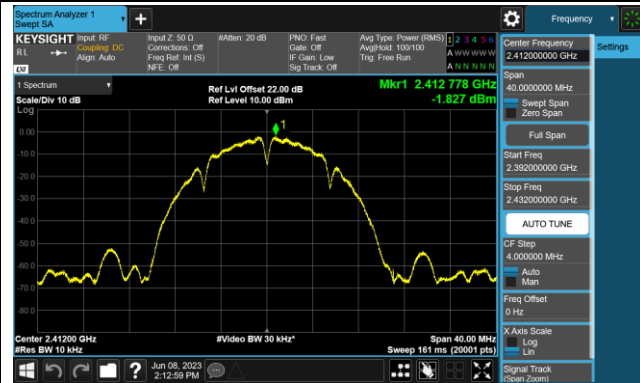 Spectrum Analyzer 1
Swept SA
Frequency
KEYSIGHT
RL
LXI
Input: RF
Coupling: DC
Align: Auto
Input Z: 50 Ω
Corrections: Off
Freq Ref: Int (S)
NFE: Off
#Atten: 20 dB
PNO: Fast
Gate: Off
IF Gain: Low
Sig Track: Off
Avg Type: Power (RMS)
Avg|Hold: 100/100
Trig: Free Run
1 2 3 4 5 6
A W W W W W
A N N N N N
1 Spectrum
Scale/Div 10 dB
Log
Ref Lvl Offset 22.00 dB
Ref Level 10.00 dBm
Mkr1 2.412 778 GHz
-1.827 dBm
1
0.00
-10.0
-20.0
-30.0
-40.0
-50.0
-60.0
-70.0
-80.0
Center 2.41200 GHz
#Res BW 10 kHz
#Video BW 30 kHz*
Span 40.00 MHz
Sweep 161 ms (20001 pts)
Jun 08, 2023
2:12:59 PM
Center Frequency
2.412000000 GHz
Settings
Span
40.0000000 MHz
Swept Span
Zero Span
Full Span
Start Freq
2.392000000 GHz
Stop Freq
2.432000000 GHz
AUTO TUNE
CF Step
4.000000 MHz
Auto
Man
Freq Offset
0 Hz
X Axis Scale
Log
Lin
Signal Track
(Span Zoom)